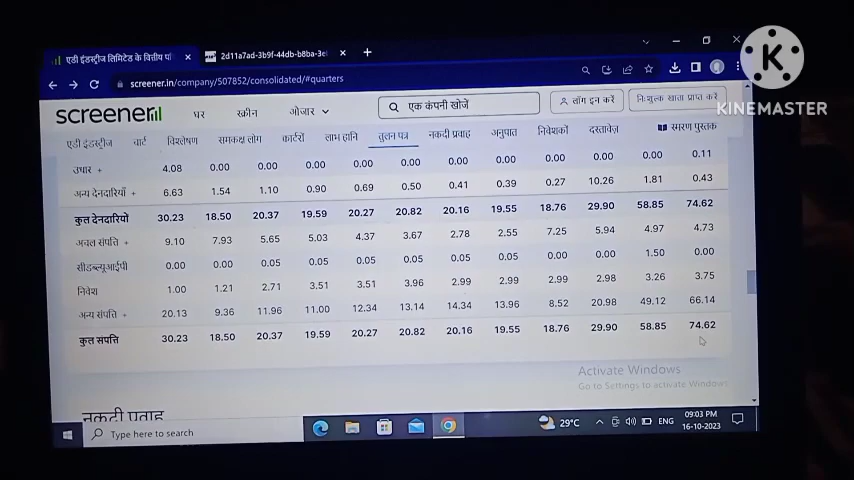 एडी इंडस्ट्रीज लिमिटेड के वित्तीय पां
2d11a7ad-3b9f-44db-b8ba-3e
screener.in/company/507852/consolidated/#quarters
screener
घर
स्क्रीन
औजार
एक कंपनी खोजें
लॉग इन करें
निःशुल्क खाता प्राप्त करें
KINEMASTER
एडी इंडस्ट्रीज चार्ट विश्लेषण समकक्ष लोग कार्टरों लाभ हानि तुलन पत्र नकदी प्रवाह अनुपात निवेशकों दस्तावेज़ स्मरण पुस्तक
उधार + 4.08 0.00 0.00 0.00 0.00 0.00 0.00 0.00 0.00 0.00 0.00 0.11
अन्य देनदारियाँ + 6.63 1.54 1.10 0.90 0.69 0.50 0.41 0.39 0.27 10.26 1.81 0.43
कुल देनदारियों 30.23 18.50 20.37 19.59 20.27 20.82 20.16 19.55 18.76 29.90 58.85 74.62
अचल संपत्ति + 9.10 7.93 5.65 5.03 4.37 3.67 2.78 2.55 7.25 5.94 4.97 4.73
सीडब्ल्यूआईपी 0.00 0.00 0.05 0.05 0.05 0.05 0.05 0.05 0.00 0.00 1.50 0.00
निवेश 1.00 1.21 2.71 3.51 3.51 3.96 2.99 2.99 2.99 2.98 3.26 3.75
अन्य संपत्ति + 20.13 9.36 11.96 11.00 12.34 13.14 14.34 13.96 8.52 20.98 49.12 66.14
कुल संपत्ति 30.23 18.50 20.37 19.59 20.27 20.82 20.16 19.55 18.76 29.90 58.85 74.62
Activate Windows
Go to Settings to activate Windows
नकदी प्रवाह
Type here to search
29°C
ENG
09:03 PM
16-10-2023